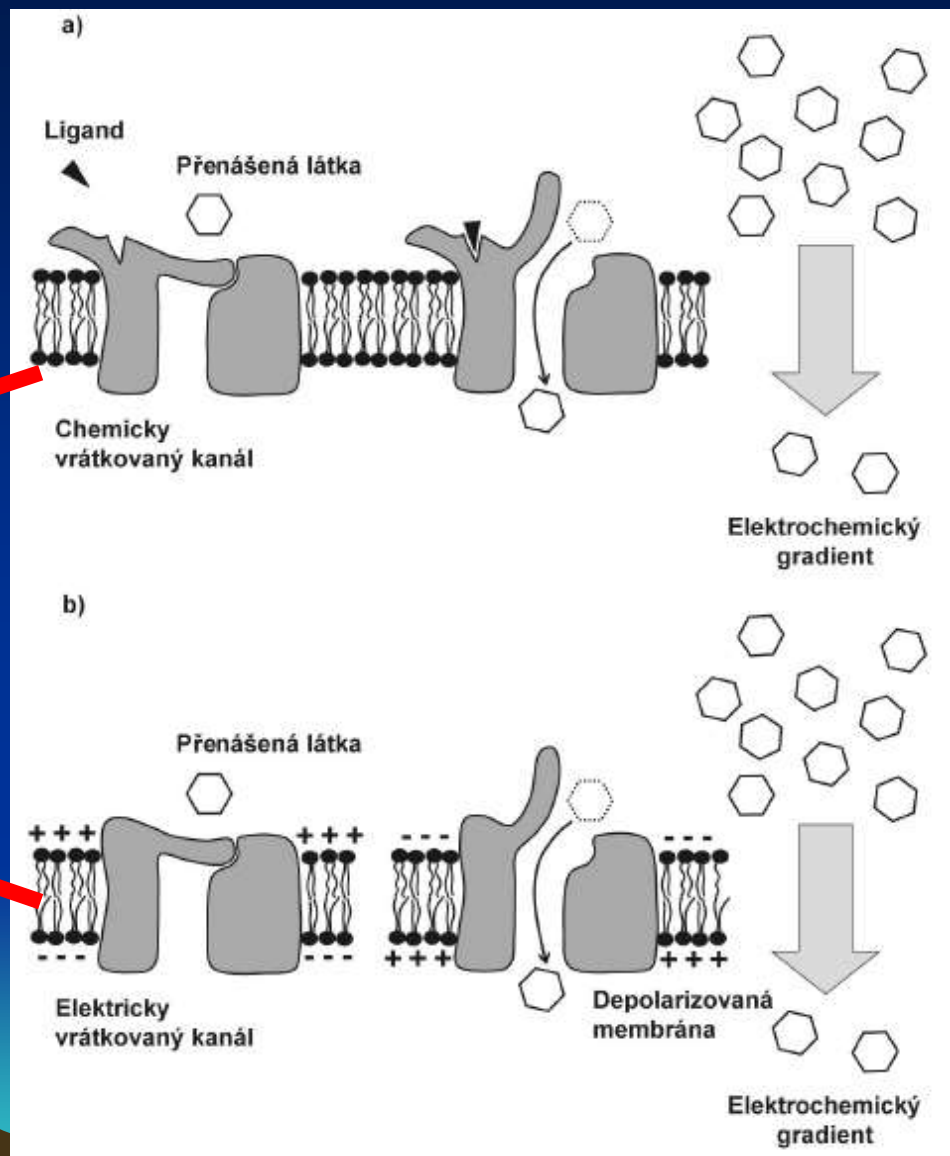 a)
Ligand
Přenášená látka
Chemicky
vrátkovaný kanál
Elektrochemický
gradient
b)
Přenášená látka
+ + +
+ + +
- - -
- - -
- - -
- - -
+ + +
+ + +
Elektricky
vrátkovaný kanál
Depolarizovaná
membrána
Elektrochemický
gradient